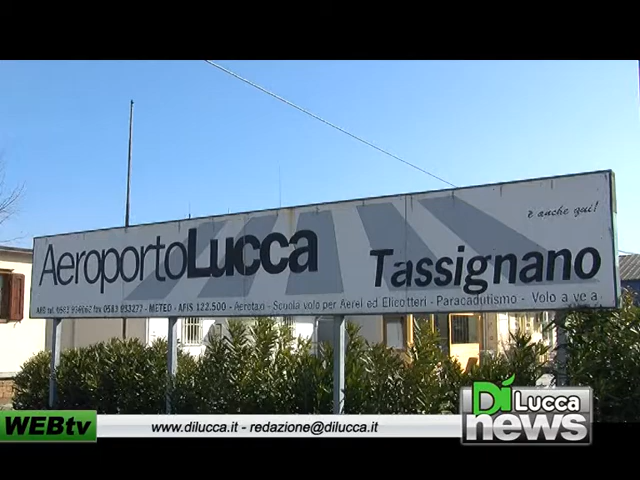 è anche qui!
AeroportoLucca Tassignano
METEO - AFIS 122.500 - Aerotaxi - Scuola volo per Aerei ed Elicotteri - Paracadutismo - Volo a ve a
WEBtv
www.dilucca.it - redazione@dilucca.it
Di Lucca
news